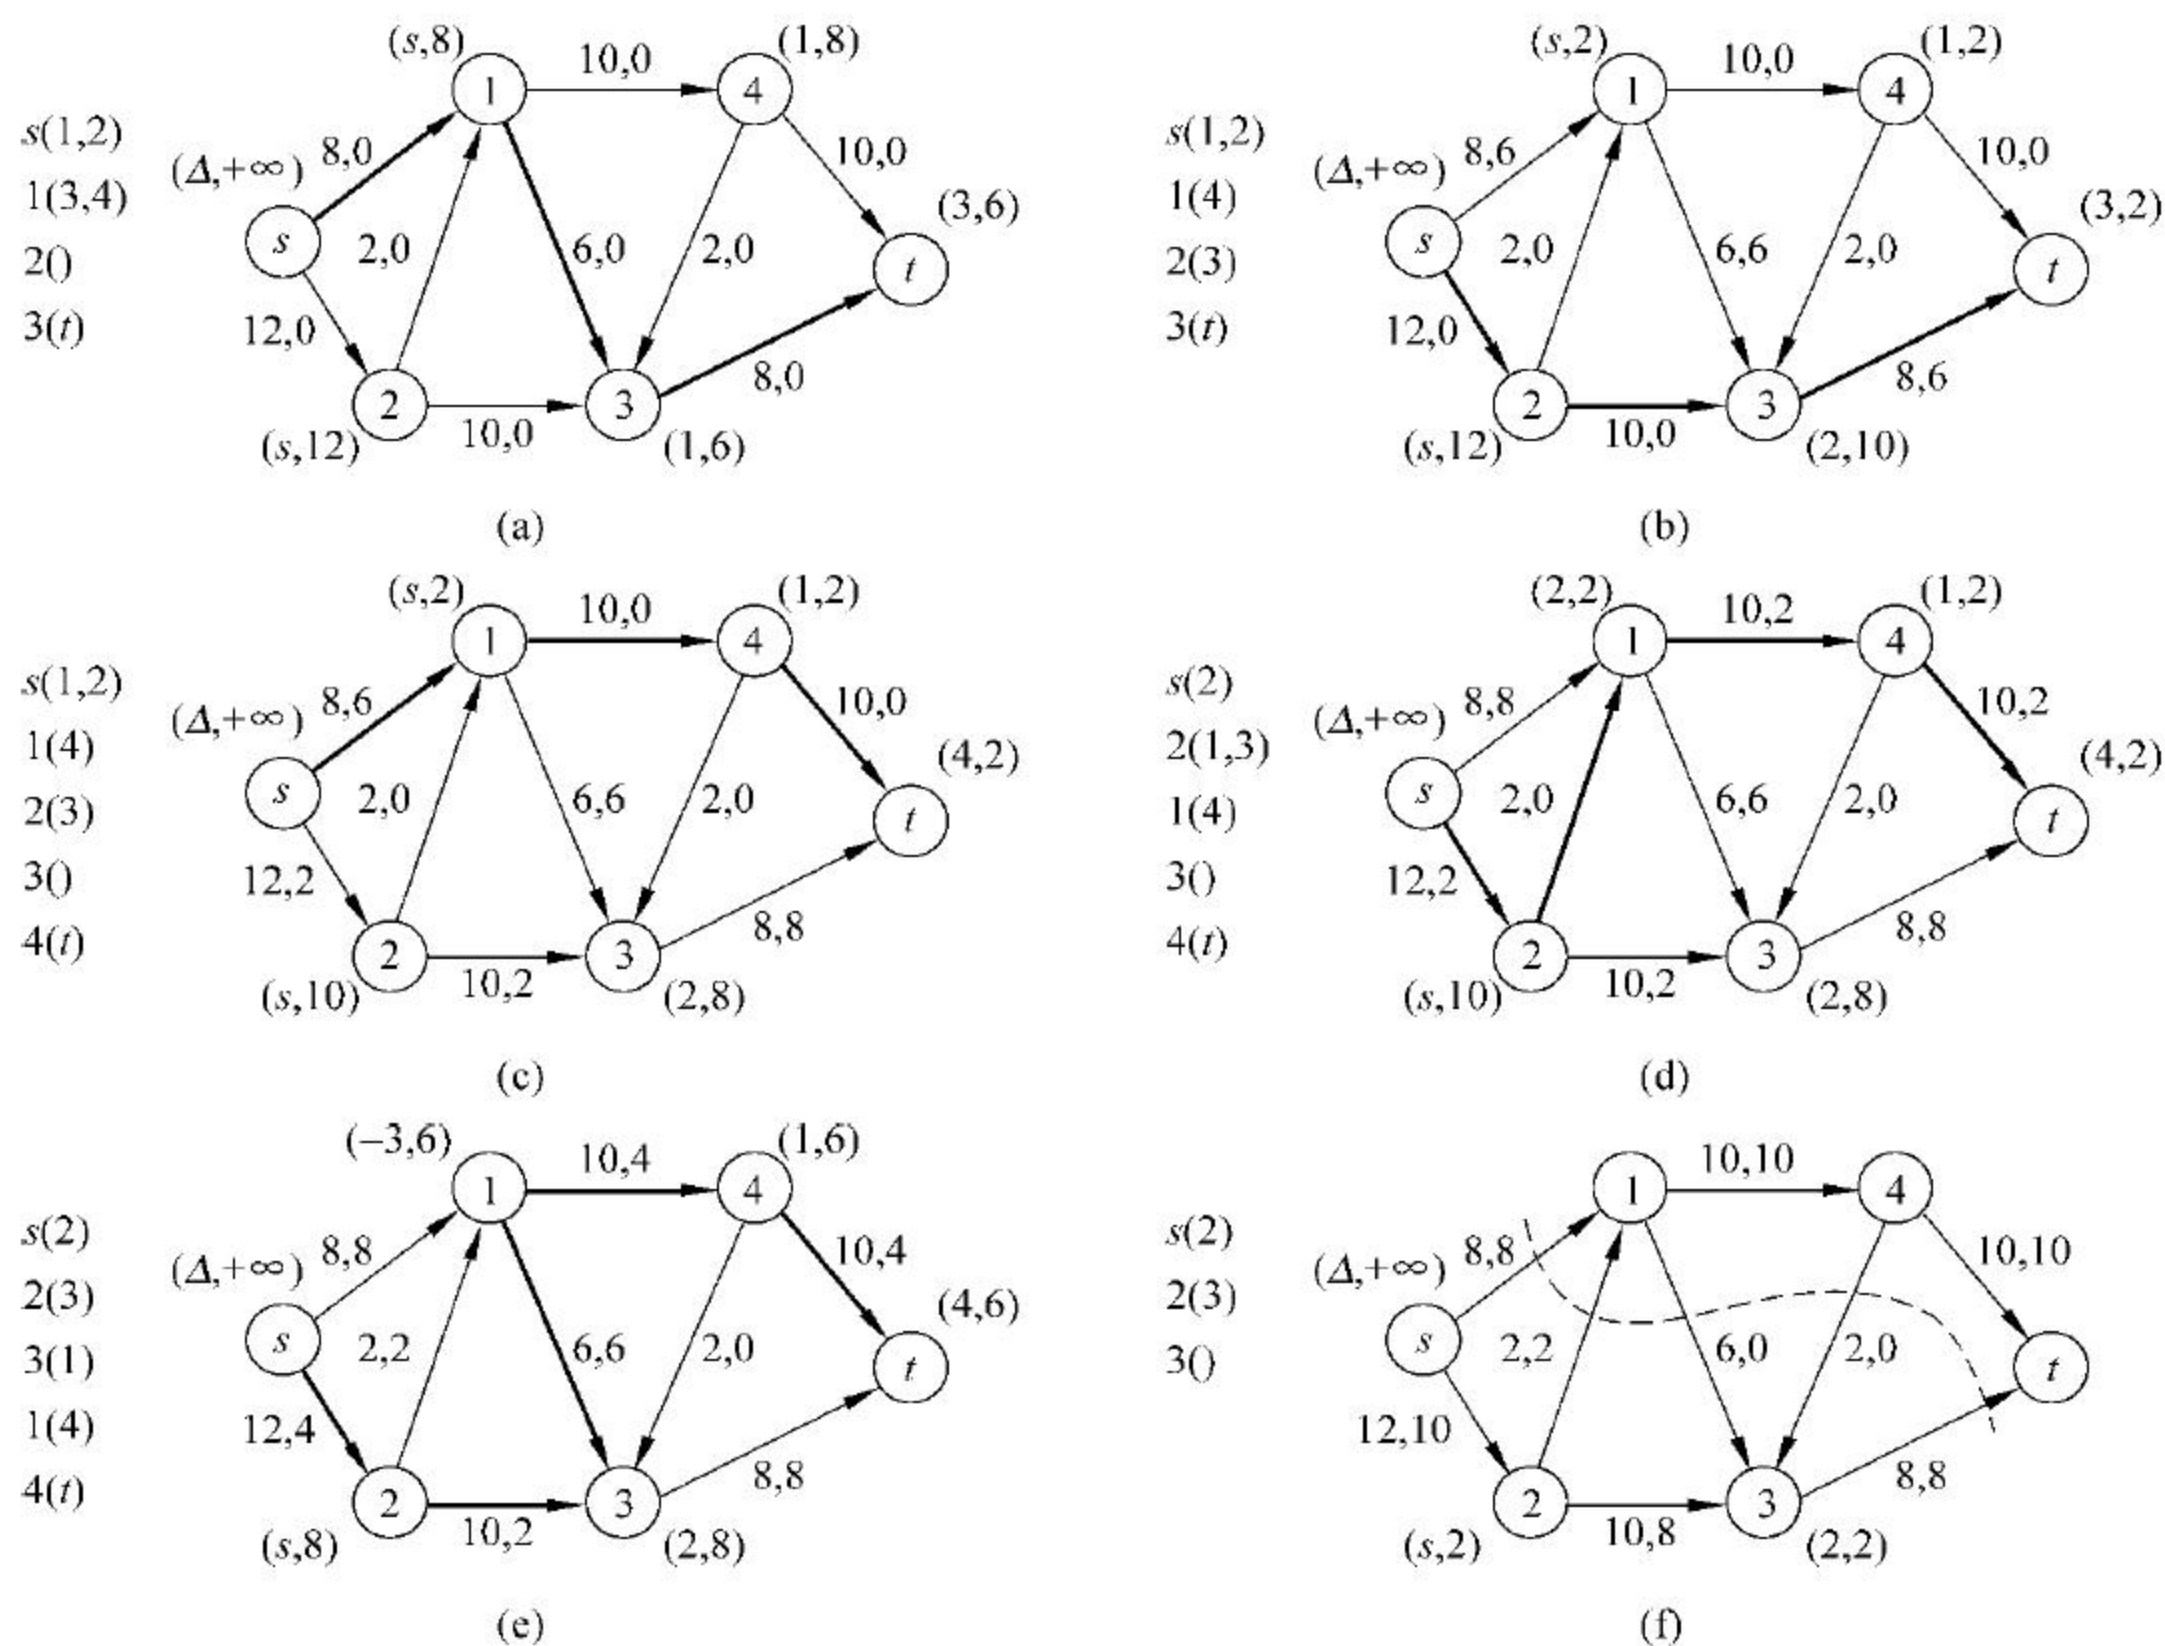 (s,8) 10,0 (1,8)
1 4
s(1,2)
(Δ,+∞) 8,0 10,0
1(3,4) (3,6)
s 2,0 6,0 2,0 t
2()
3(t) 12,0
8,0
2 3
(s,12) 10,0 (1,6)
(a)
(s,2) 10,0 (1,2)
1 4
s(1,2)
(Δ,+∞) 8,6 10,0
1(4) (3,2)
s 2,0 6,6 2,0 t
2(3)
3(t) 12,0
8,6
2 3
(s,12) 10,0 (2,10)
(b)
(s,2) 10,0 (1,2)
1 4
s(1,2)
(Δ,+∞) 8,6 10,0
1(4) (4,2)
s 2,0 6,6 2,0 t
2(3)
3() 12,2
8,8
4(t)
2 3
(s,10) 10,2 (2,8)
(c)
(2,2) 10,2 (1,2)
1 4
s(2)
(Δ,+∞) 8,8 10,2
2(1,3) (4,2)
s 2,0 6,6 2,0 t
1(4)
3() 12,2
8,8
4(t)
2 3
(s,10) 10,2 (2,8)
(d)
(−3,6) 10,4 (1,6)
1 4
s(2)
(Δ,+∞) 8,8 10,4
2(3) (4,6)
s 2,2 6,6 2,0 t
3(1)
1(4) 12,4
8,8
4(t)
2 3
(s,8) 10,2 (2,8)
(e)
10,10
1 4
s(2)
(Δ,+∞) 8,8 10,10
2(3)
s 2,2 6,0 2,0 t
3()
12,10
8,8
2 3
(s,2) 10,8 (2,2)
(f)